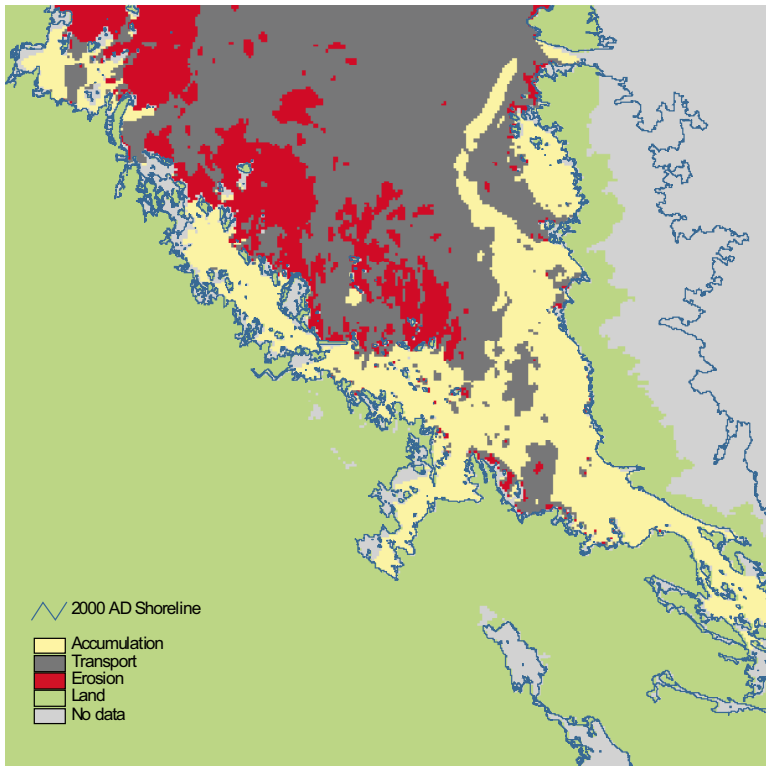 2000 AD Shoreline
Accumulation
Transport
Erosion
Land
No data